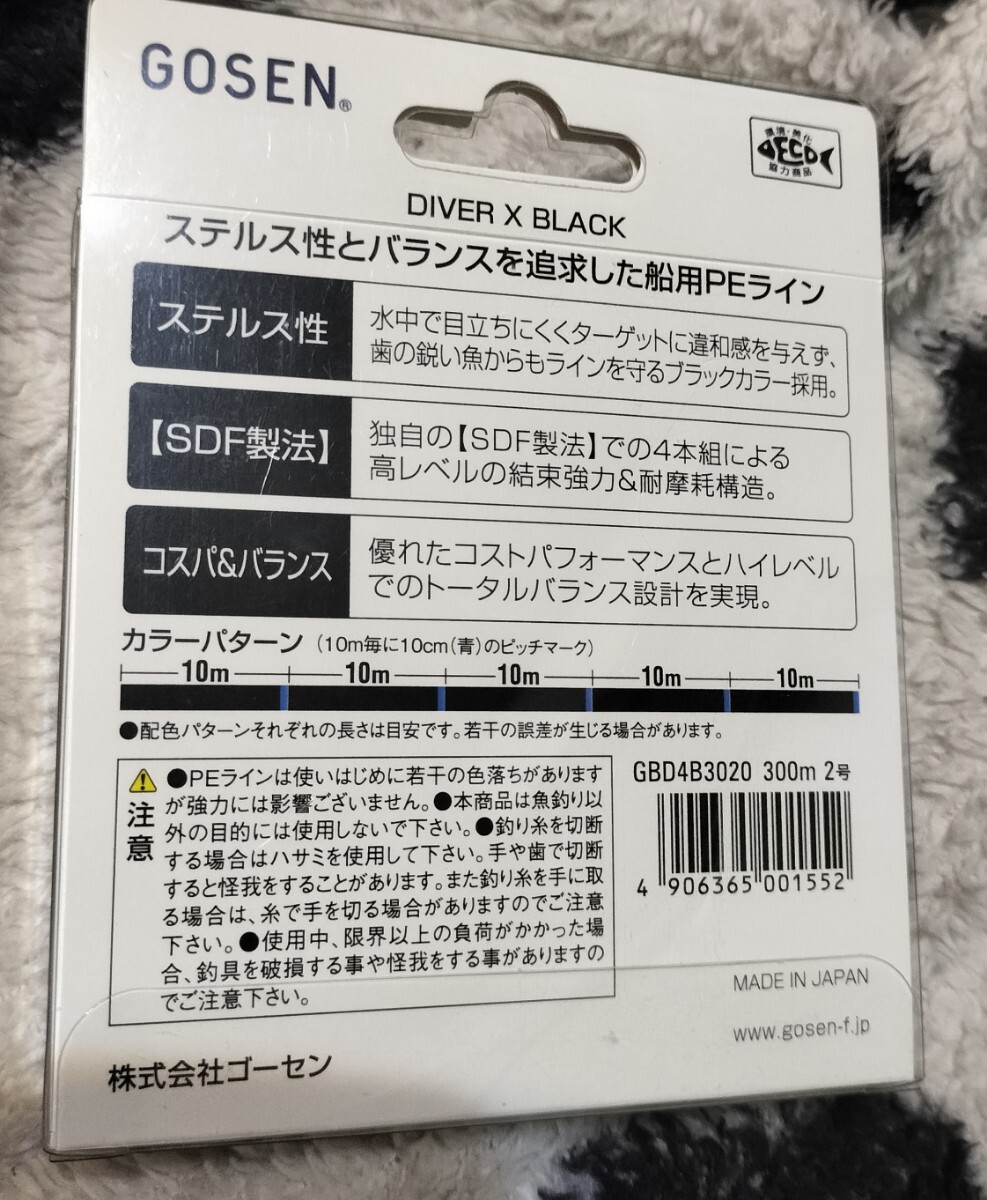 GOSEN®
環境・美化
ECO
協力商品
DIVER X BLACK
ステルス性とバランスを追求した船用PEライン
ステルス性
水中で目立ちにくくターゲットに違和感を与えず、
歯の鋭い魚からもラインを守るブラックカラー採用。
【SDF製法】
独自の【SDF製法】での4本組による
高レベルの結束強力&耐摩耗構造。
コスパ&バランス
優れたコストパフォーマンスとハイレベル
でのトータルバランス設計を実現。
カラーパターン (10m毎に10cm(青)のピッチマーク)
10m 10m 10m 10m 10m
●配色パターンそれぞれの長さは目安です。若干の誤差が生じる場合があります。
注意
●PEラインは使いはじめに若干の色落ちがあります
が強力には影響ございません。●本商品は魚釣り以
外の目的には使用しないで下さい。●釣り糸を切断
する場合はハサミを使用して下さい。手や歯で切断
すると怪我をすることがあります。また釣り糸を手に取
る場合は、糸で手を切る場合がありますのでご注意
下さい。●使用中、限界以上の負荷がかかった場
合、釣具を破損する事や怪我をする事がありますの
でご注意下さい。
GBD4B3020 300m 2号
4 906365 001552
MADE IN JAPAN
www.gosen-f.jp
株式会社ゴーセン